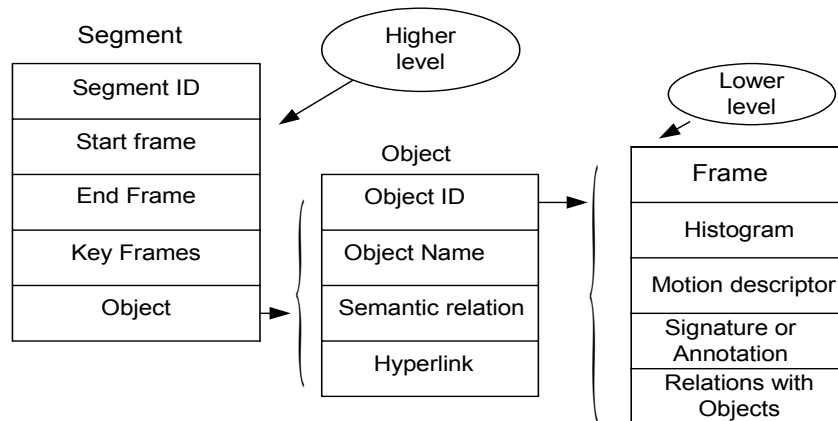 Segment
Segment ID
Start frame
End Frame
Key Frames
Object
Higher
level
Object
Object ID
Object Name
Semantic relation
Hyperlink
Lower
level
Frame
Histogram
Motion descriptor
Signature or
Annotation
Relations with
Objects